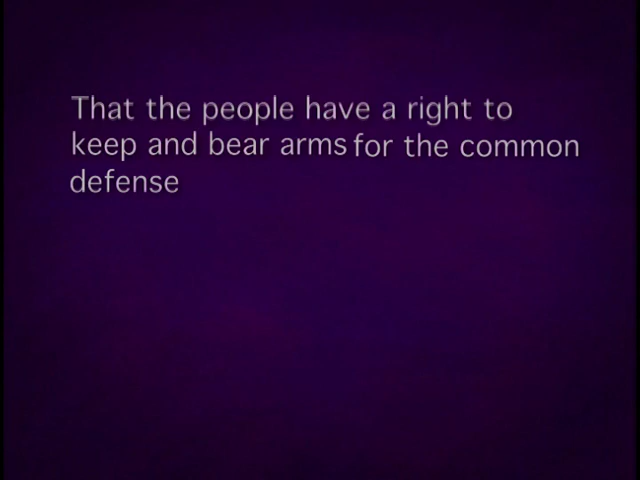 That the people have a right to
keep and bear arms for the common
defense